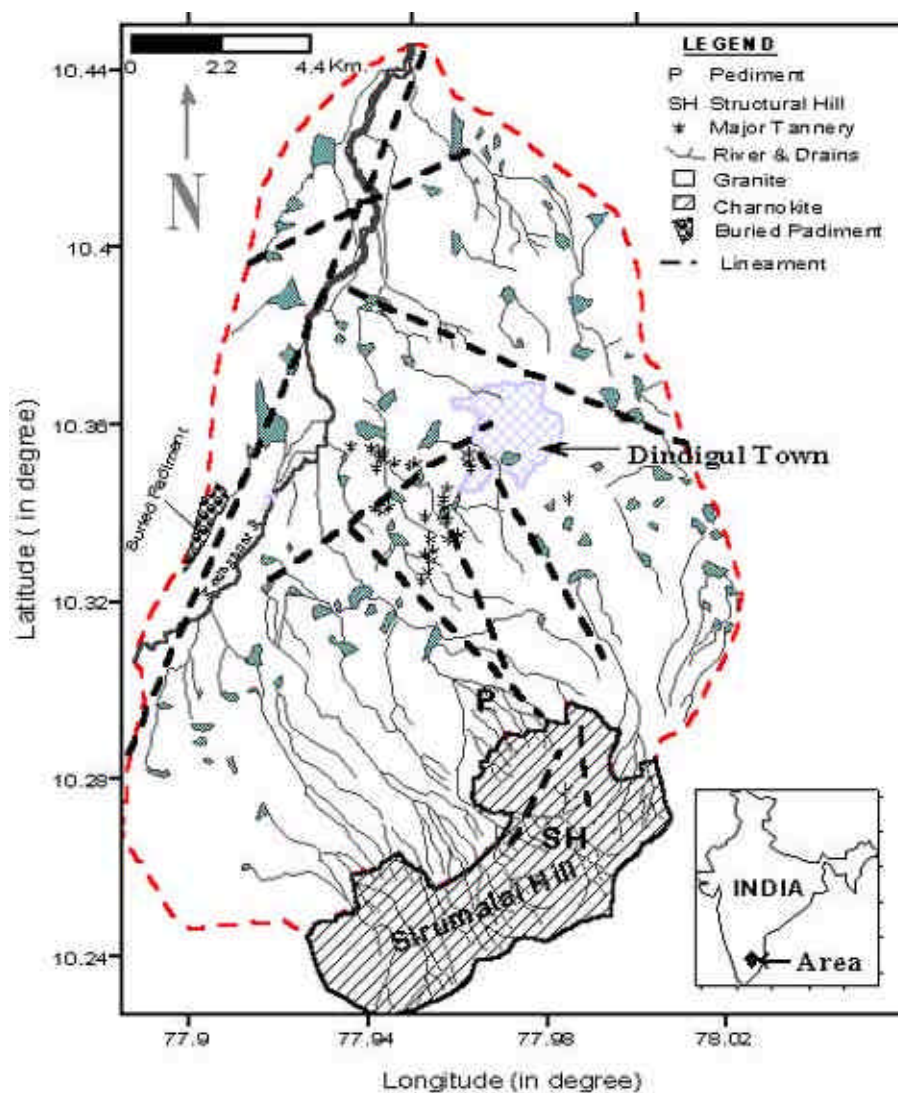 0 2.2 4.4 Km.
N
LEGEND
P Pediment
SH Structural Hill
Major Tannery
River & Drains
Granite
Charnokite
Buried Padiment
Lineament
10.44
10.4
10.36
10.32
10.28
10.24
Latitude ( in degree)
Dindigul Town
Buried Padiment
P
SH
Sirumalai Hill
INDIA
Area
77.9 77.94 77.98 78.02
Longitude (in degree)